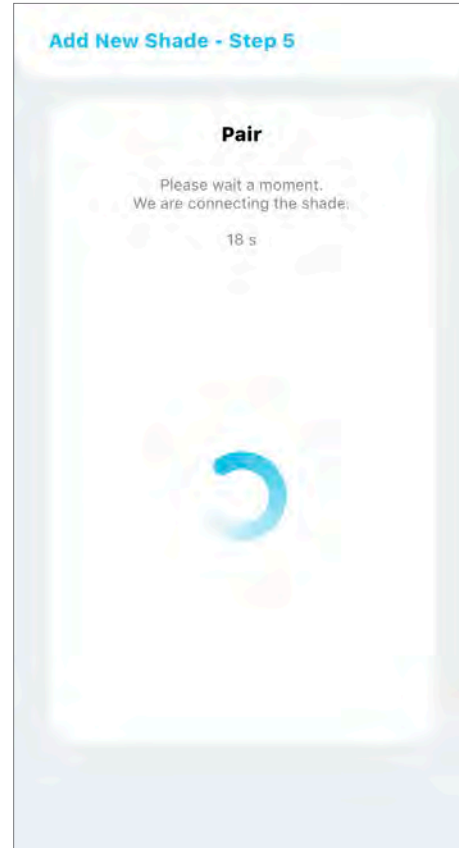 Add New Shade - Step 5
Pair
Please wait a moment.
We are connecting the shade.
18 s